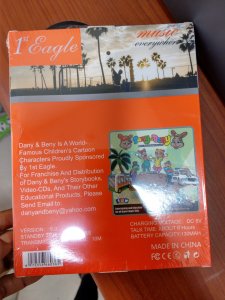 1st Eagle
music
everywhere
Dany & Beny Is A World-
Famous Children's Cartoon
Characters Proudly Sponsored
By 1st Eagle.
For Franchise And Distribution
of Dany & Beny's Storybooks,
Video-CDs, And Their Other
Educational Products, Please
Send Email to:
danyandbeny@yahoo.com
VERSION
CHARGING VOLTAGE DC 5V
TALK TIME ABOUT 8 Hours
BATTERY CAPACITY
MADE IN CHINA